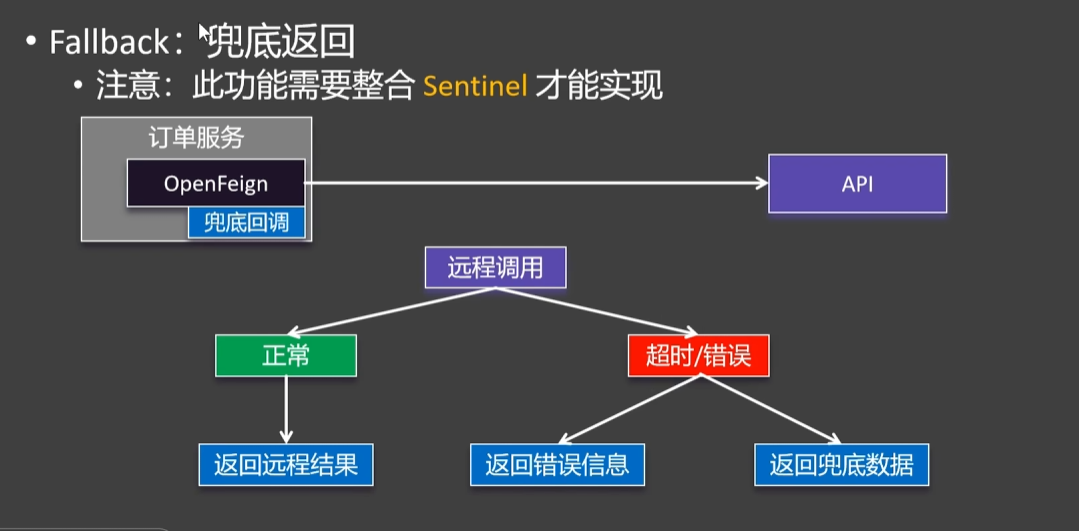 • Fallback：兜底返回
• 注意：此功能需要整合 Sentinel 才能实现
订单服务
OpenFeign
API
兜底回调
远程调用
正常
超时/错误
返回远程结果
返回错误信息
返回兜底数据